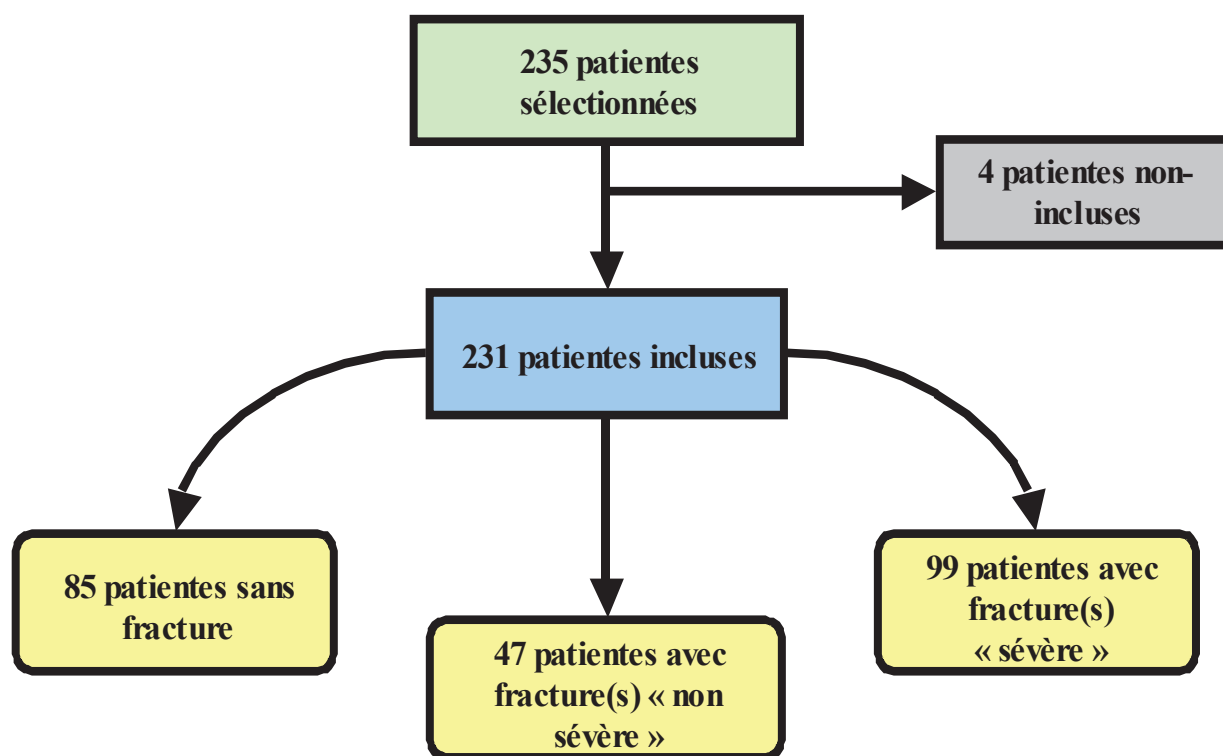 235 patientes
sélectionnées
4 patientes non-
incluses
231 patientes incluses
85 patientes sans
fracture
47 patientes avec
fracture(s) « non
sévère »
99 patientes avec
fracture(s)
« sévère »